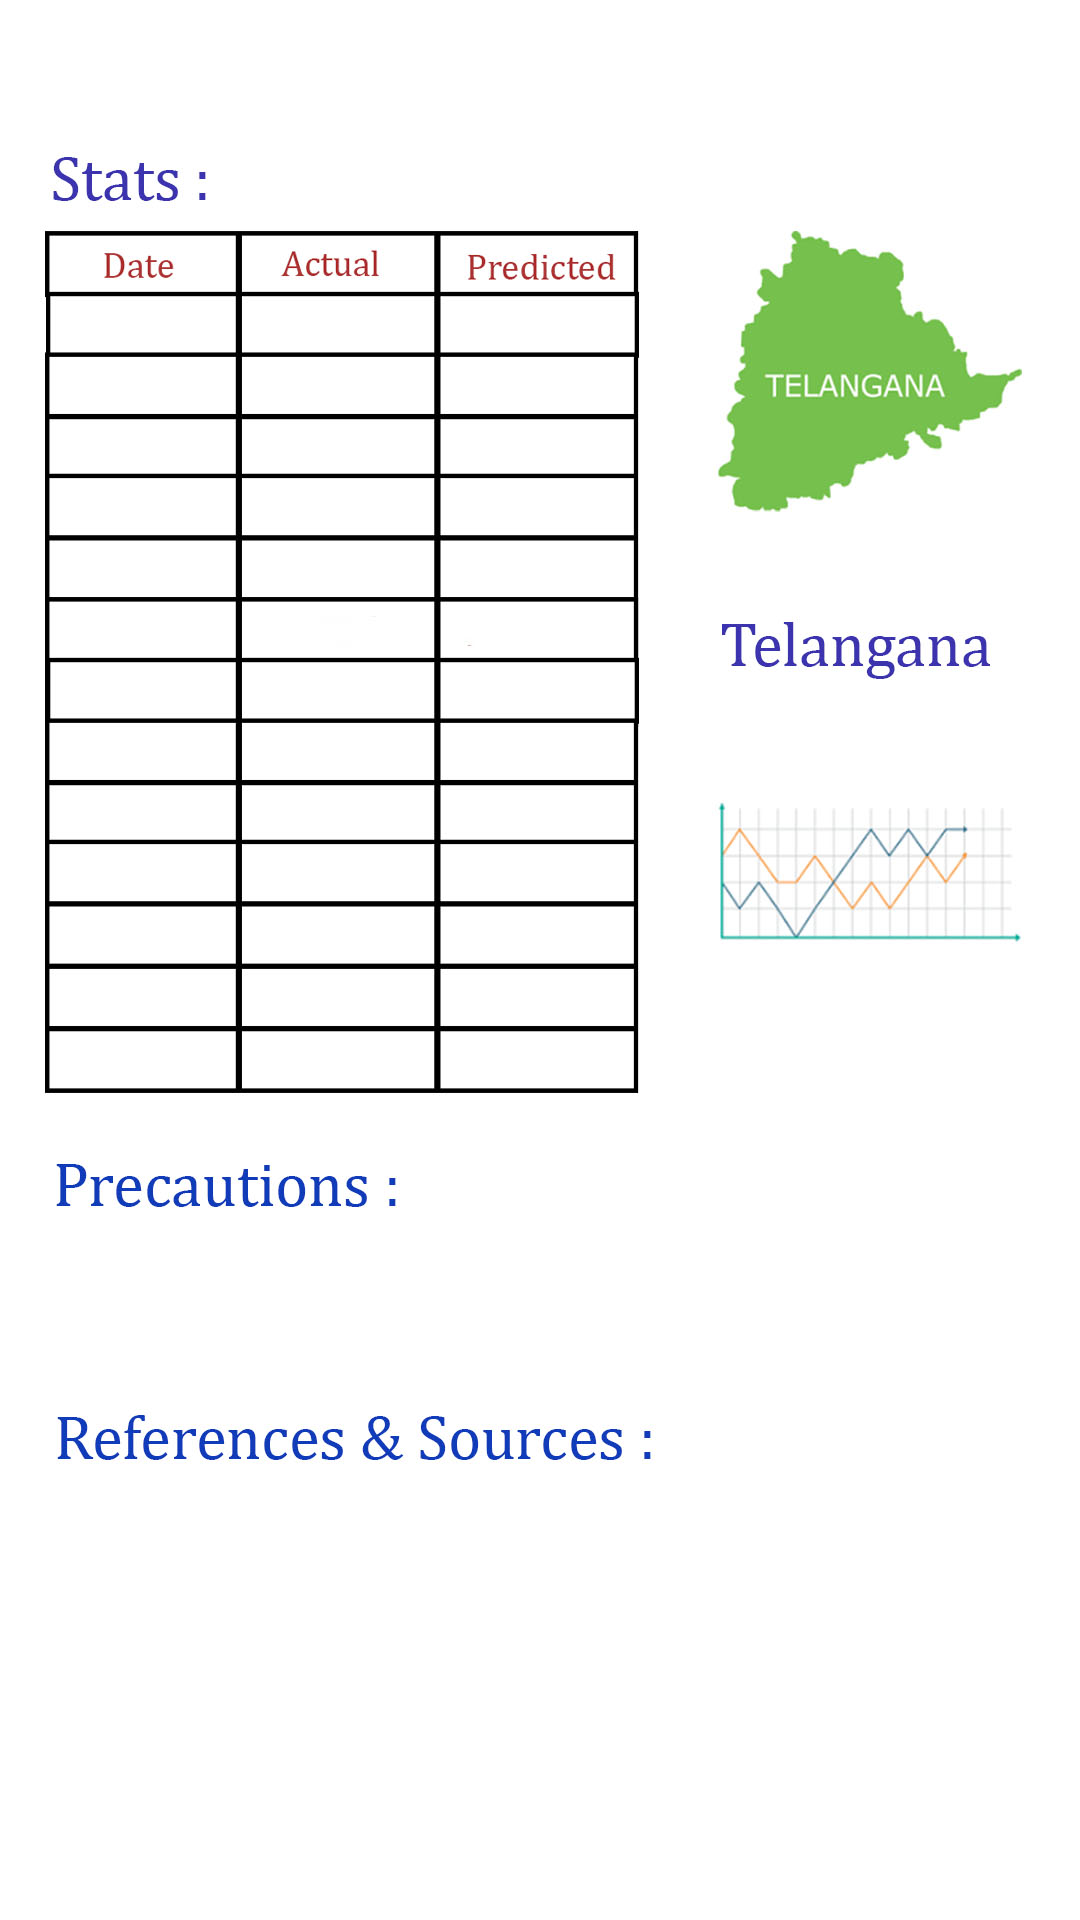 Stats :
Date Actual Predicted
TELANGANA
Telangana
Precautions :
References & Sources :